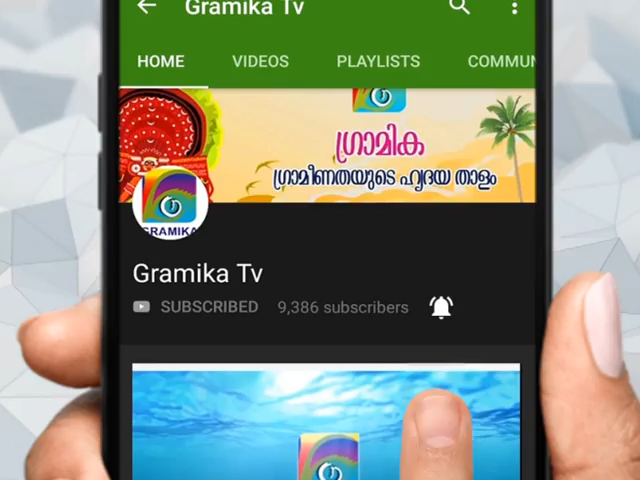 Gramika Tv
HOME VIDEOS PLAYLISTS COMMUN
ഗ്രാമിക
ഗ്രാമീണതയുടെ ഹൃദയ താളം
GRAMIKA
Gramika Tv
SUBSCRIBED 9,386 subscribers